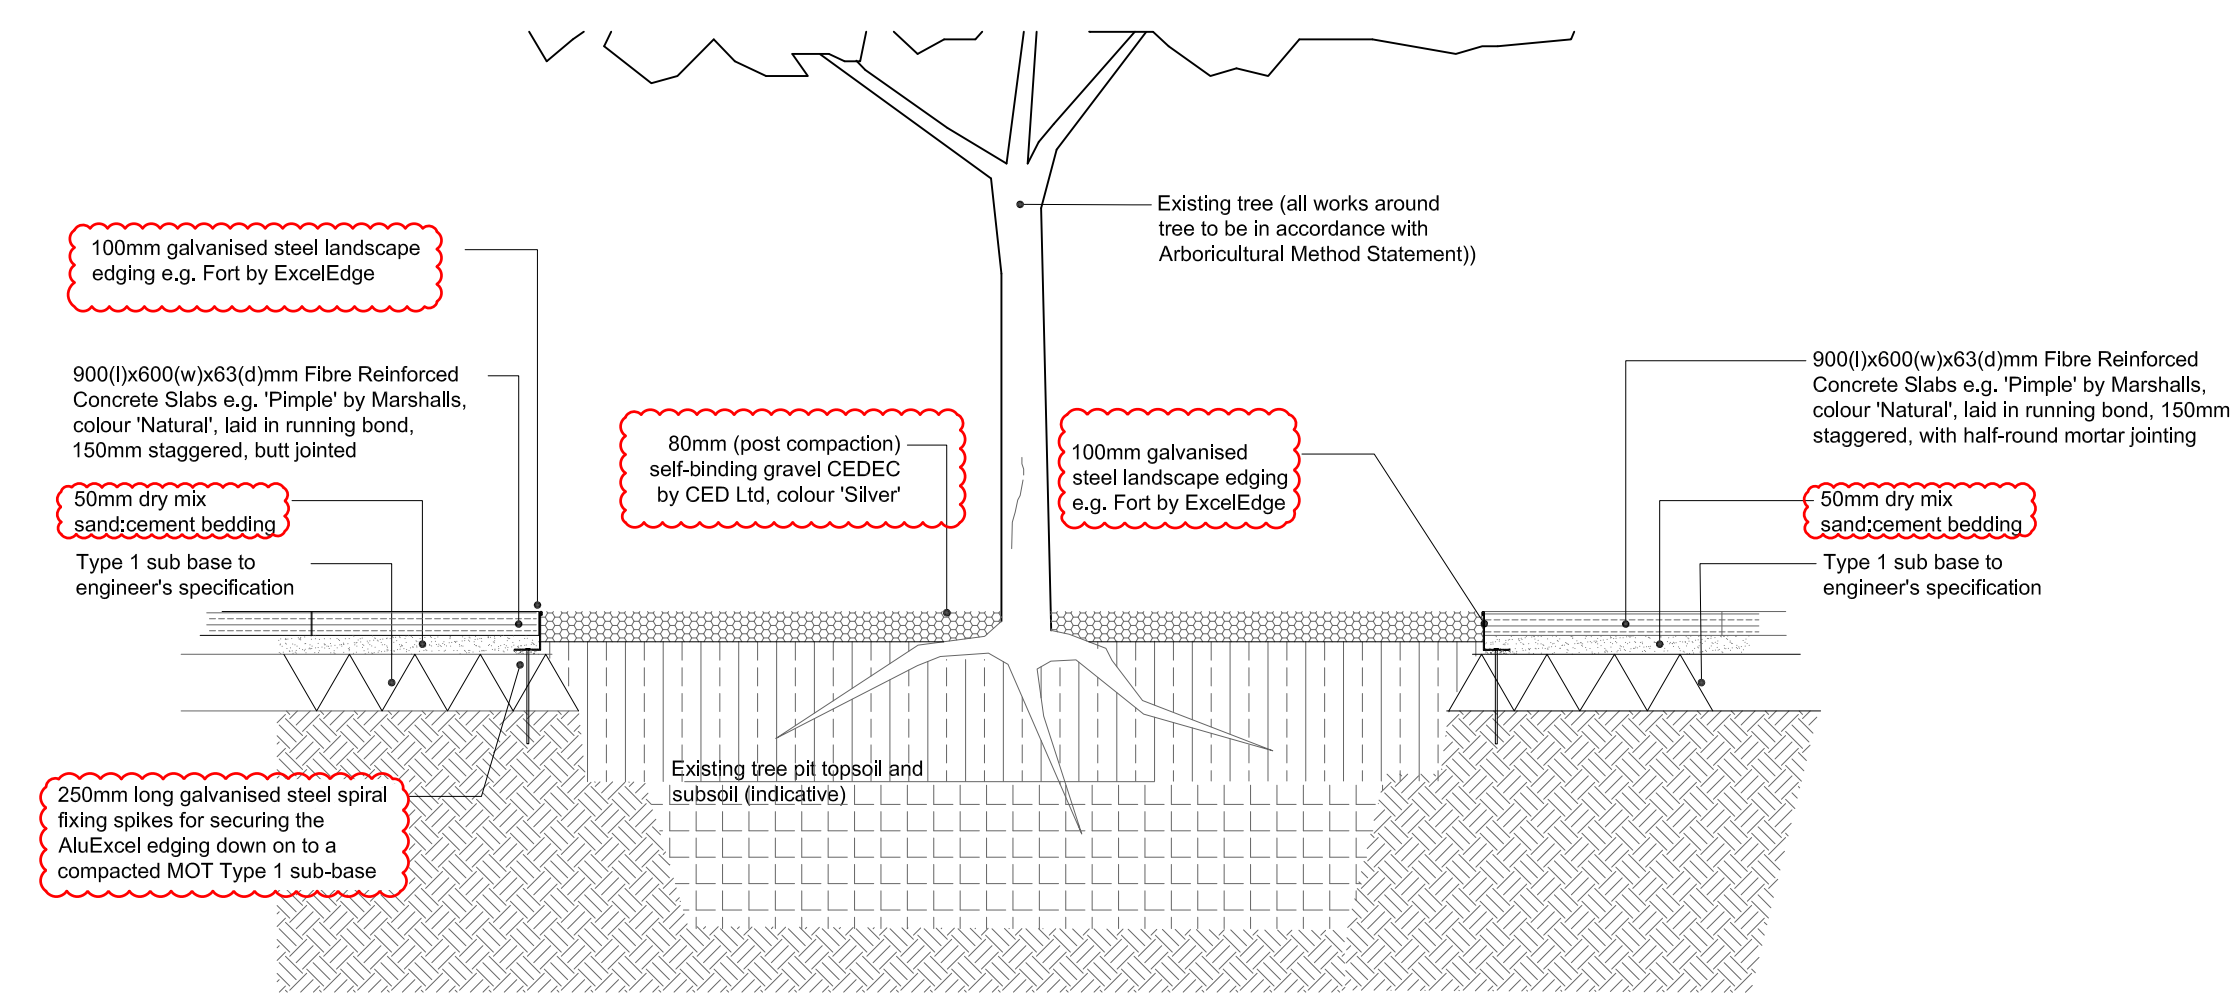 Existing tree (all works around
tree to be in accordance with
Arboricultural Method Statement))
100mm galvanised steel landscape
edging e.g. Fort by ExcelEdge
900(l)x600(w)x63(d)mm Fibre Reinforced
Concrete Slabs e.g. 'Pimple' by Marshalls,
colour 'Natural', laid in running bond,
150mm staggered, butt jointed
50mm dry mix
sand:cement bedding
Type 1 sub base to
engineer's specification
250mm long galvanised steel spiral
fixing spikes for securing the
AluExcel edging down on to a
compacted MOT Type 1 sub-base
80mm (post compaction)
self-binding gravel CEDEC
by CED Ltd, colour 'Silver'
100mm galvanised
steel landscape edging
e.g. Fort by ExcelEdge
Existing tree pit topsoil and
subsoil (indicative)
900(l)x600(w)x63(d)mm Fibre Reinforced
Concrete Slabs e.g. 'Pimple' by Marshalls,
colour 'Natural', laid in running bond, 150mm
staggered, with half-round mortar jointing
50mm dry mix
sand:cement bedding
Type 1 sub base to
engineer's specification